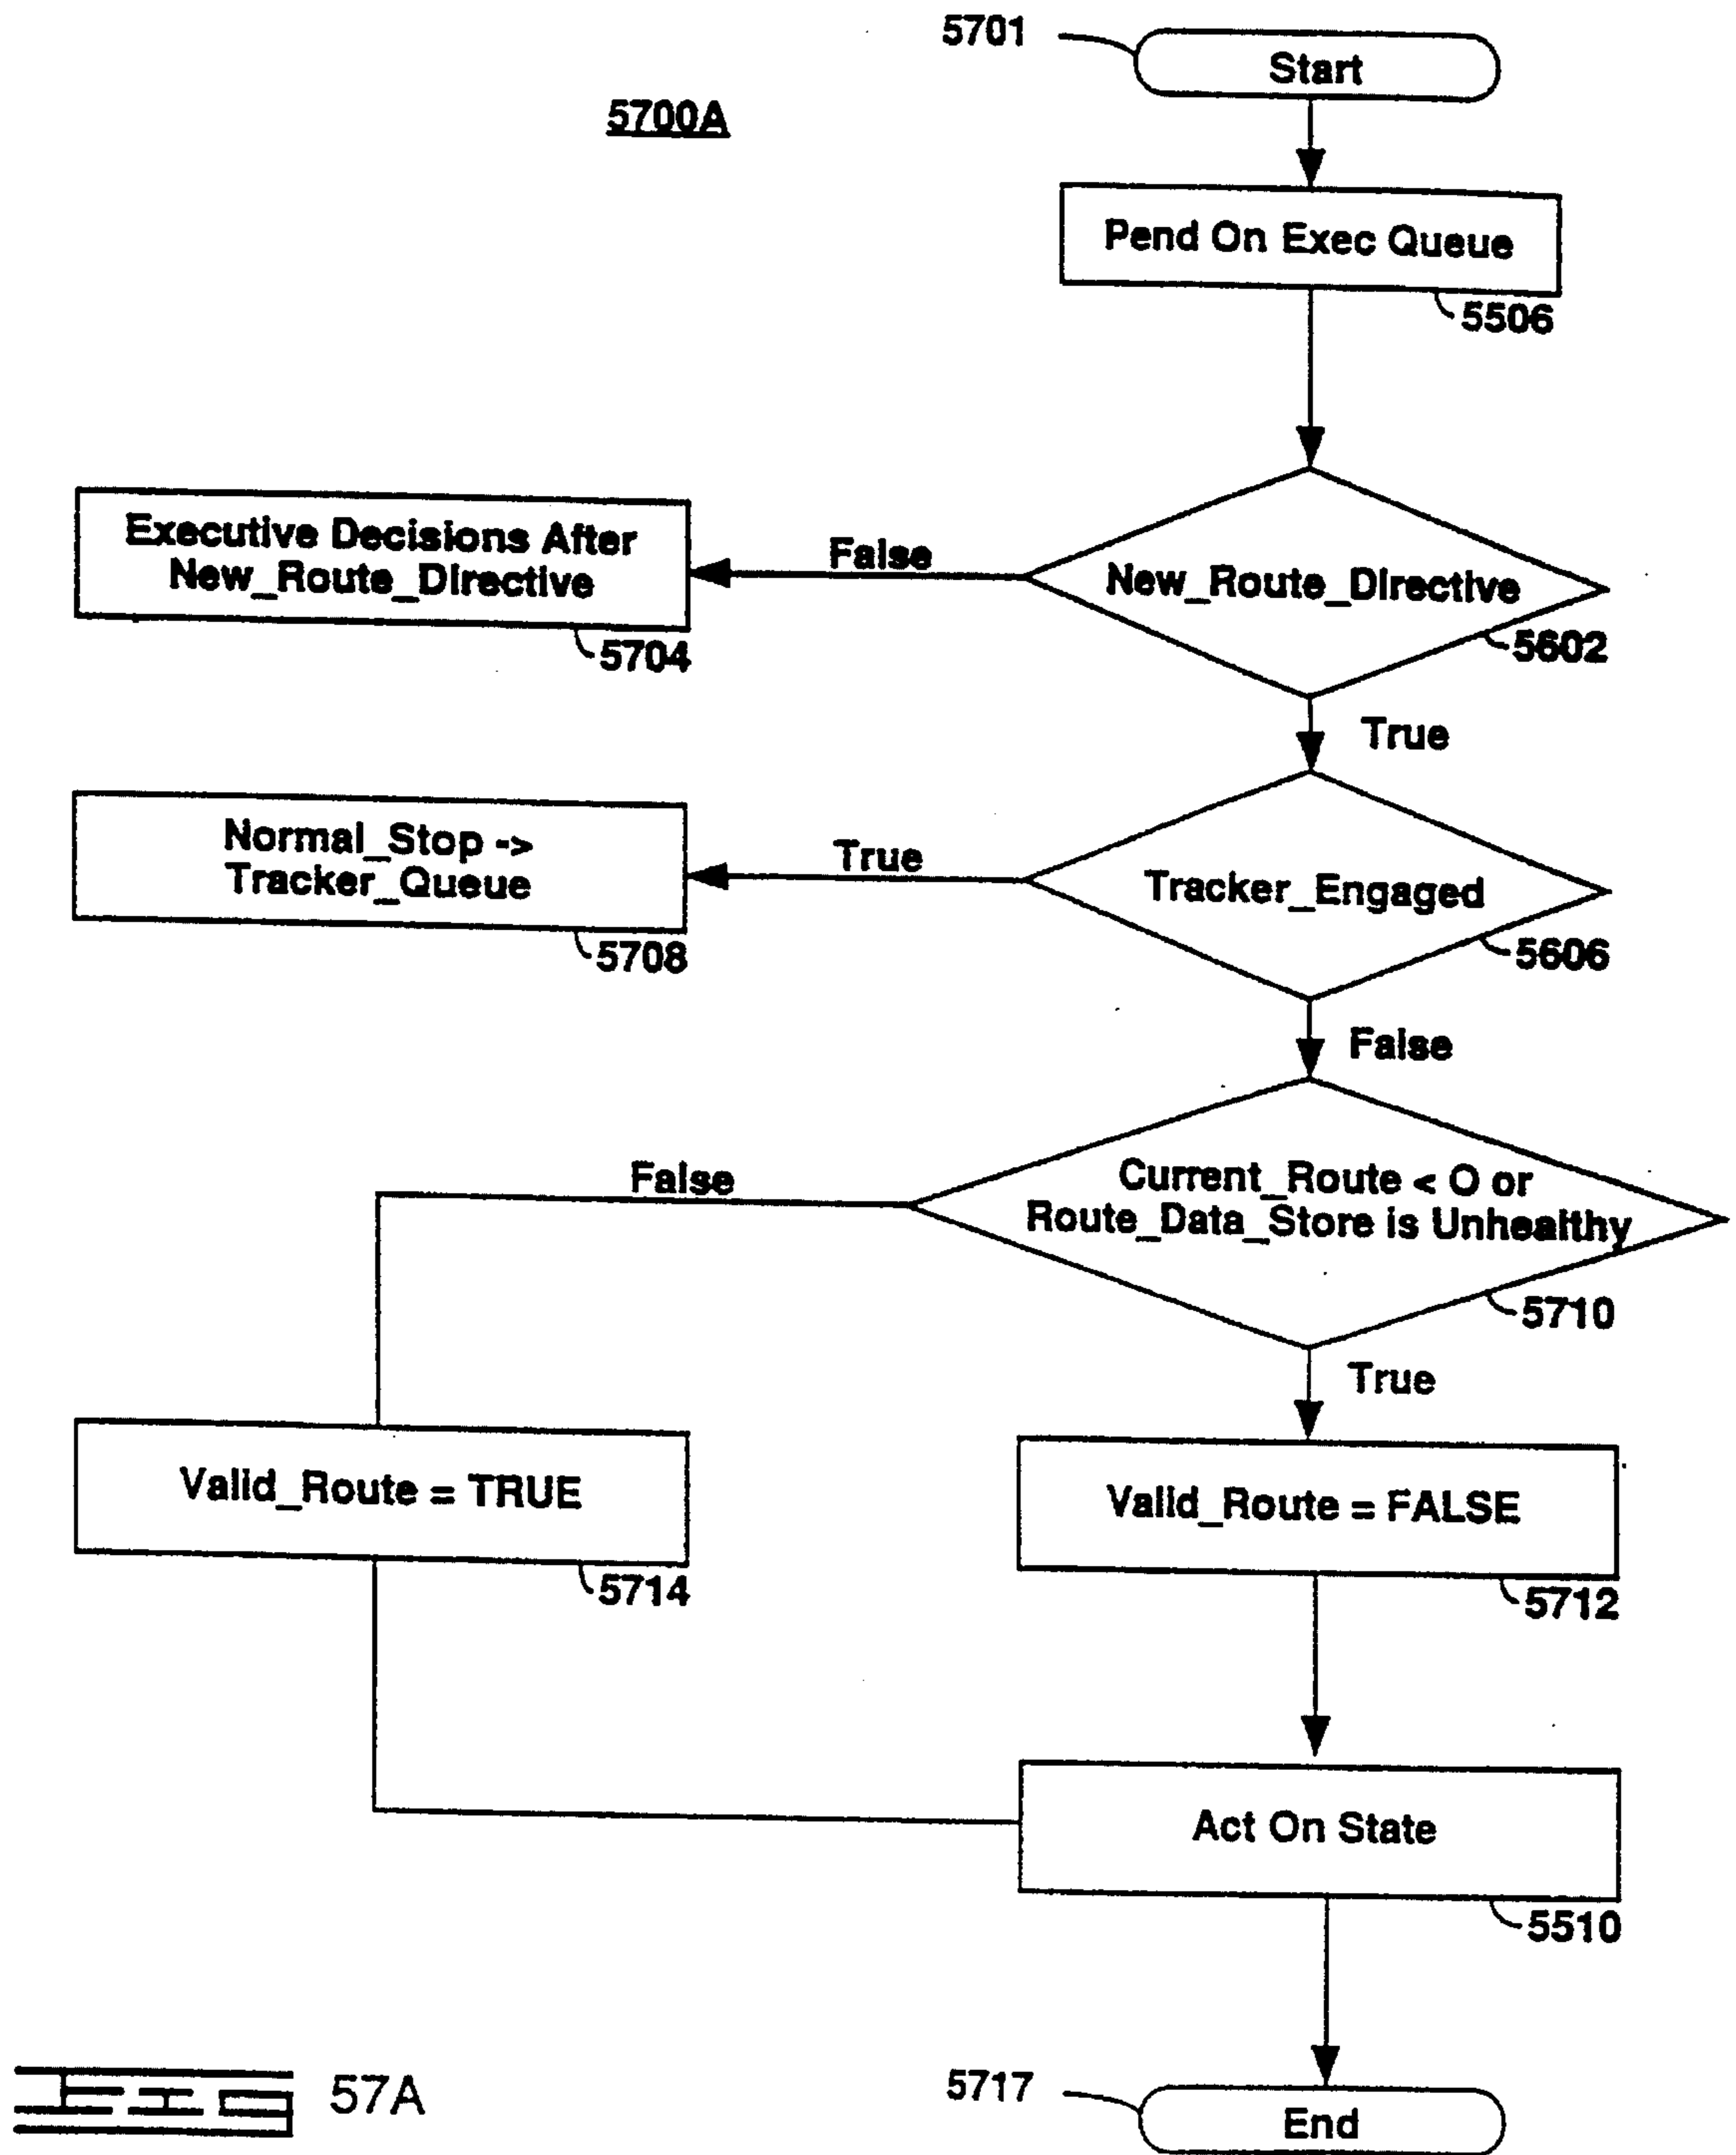 5701
Start
5700A
Pend On Exec Queue
5506
Executive Decisions After
New_Route_Directive
5704
False
New_Route_Directive
5602
True
Normal_Stop ->
Tracker_Queue
5708
True
Tracker_Engaged
5606
False
False
Current_Route < O or
Route_Data_Store is Unhealthy
5710
True
Valid_Route = TRUE
5714
Valid_Route = FALSE
5712
Act On State
5510
FIG 57A
5717
End